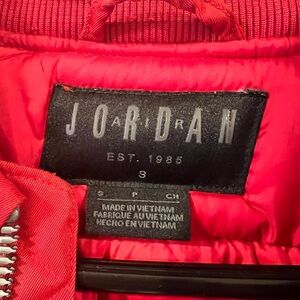 JORDAN
AIR
EST. 1985
S
S P CH
MADE IN VIETNAM
FABRIQUÉ AU VIETNAM
HECHO EN VIETNAM